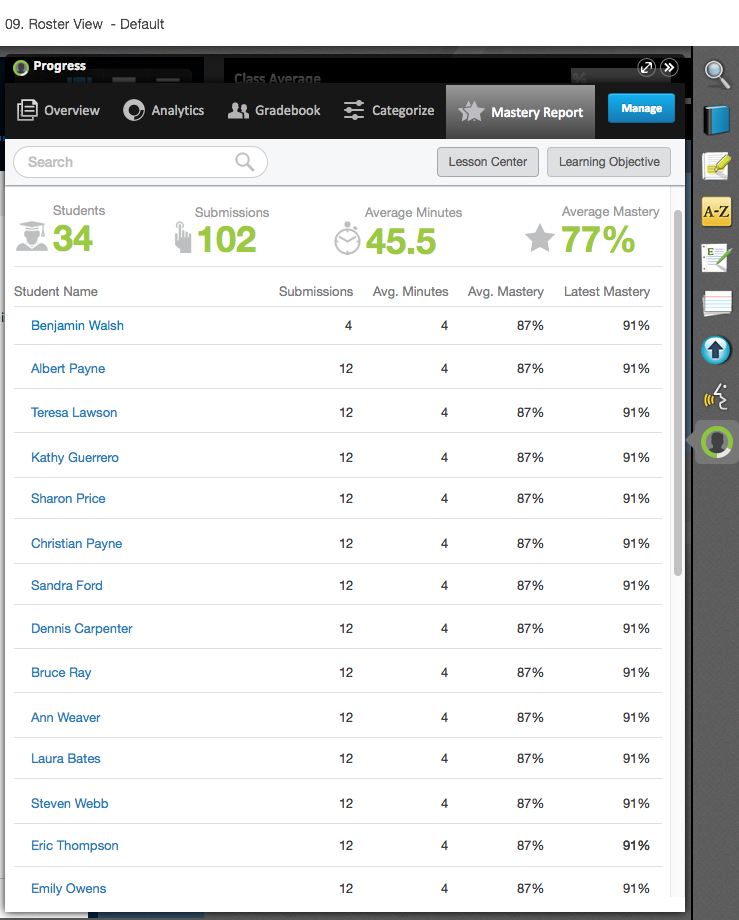 09. Roster View - Default
Progress
Class Average
%
Overview
Analytics
Gradebook
Categorize
Mastery Report
Manage
Search
Lesson Center
Learning Objective
Students
34
Submissions
102
Average Minutes
45.5
Average Mastery
77%
A-Z
E
Student Name Submissions Avg. Minutes Avg. Mastery Latest Mastery
Benjamin Walsh 4 4 87% 91%
Albert Payne 12 4 87% 91%
Teresa Lawson 12 4 87% 91%
Kathy Guerrero 12 4 87% 91%
Sharon Price 12 4 87% 91%
Christian Payne 12 4 87% 91%
Sandra Ford 12 4 87% 91%
Dennis Carpenter 12 4 87% 91%
Bruce Ray 12 4 87% 91%
Ann Weaver 12 4 87% 91%
Laura Bates 12 4 87% 91%
Steven Webb 12 4 87% 91%
Eric Thompson 12 4 87% 91%
Emily Owens 12 4 87% 91%